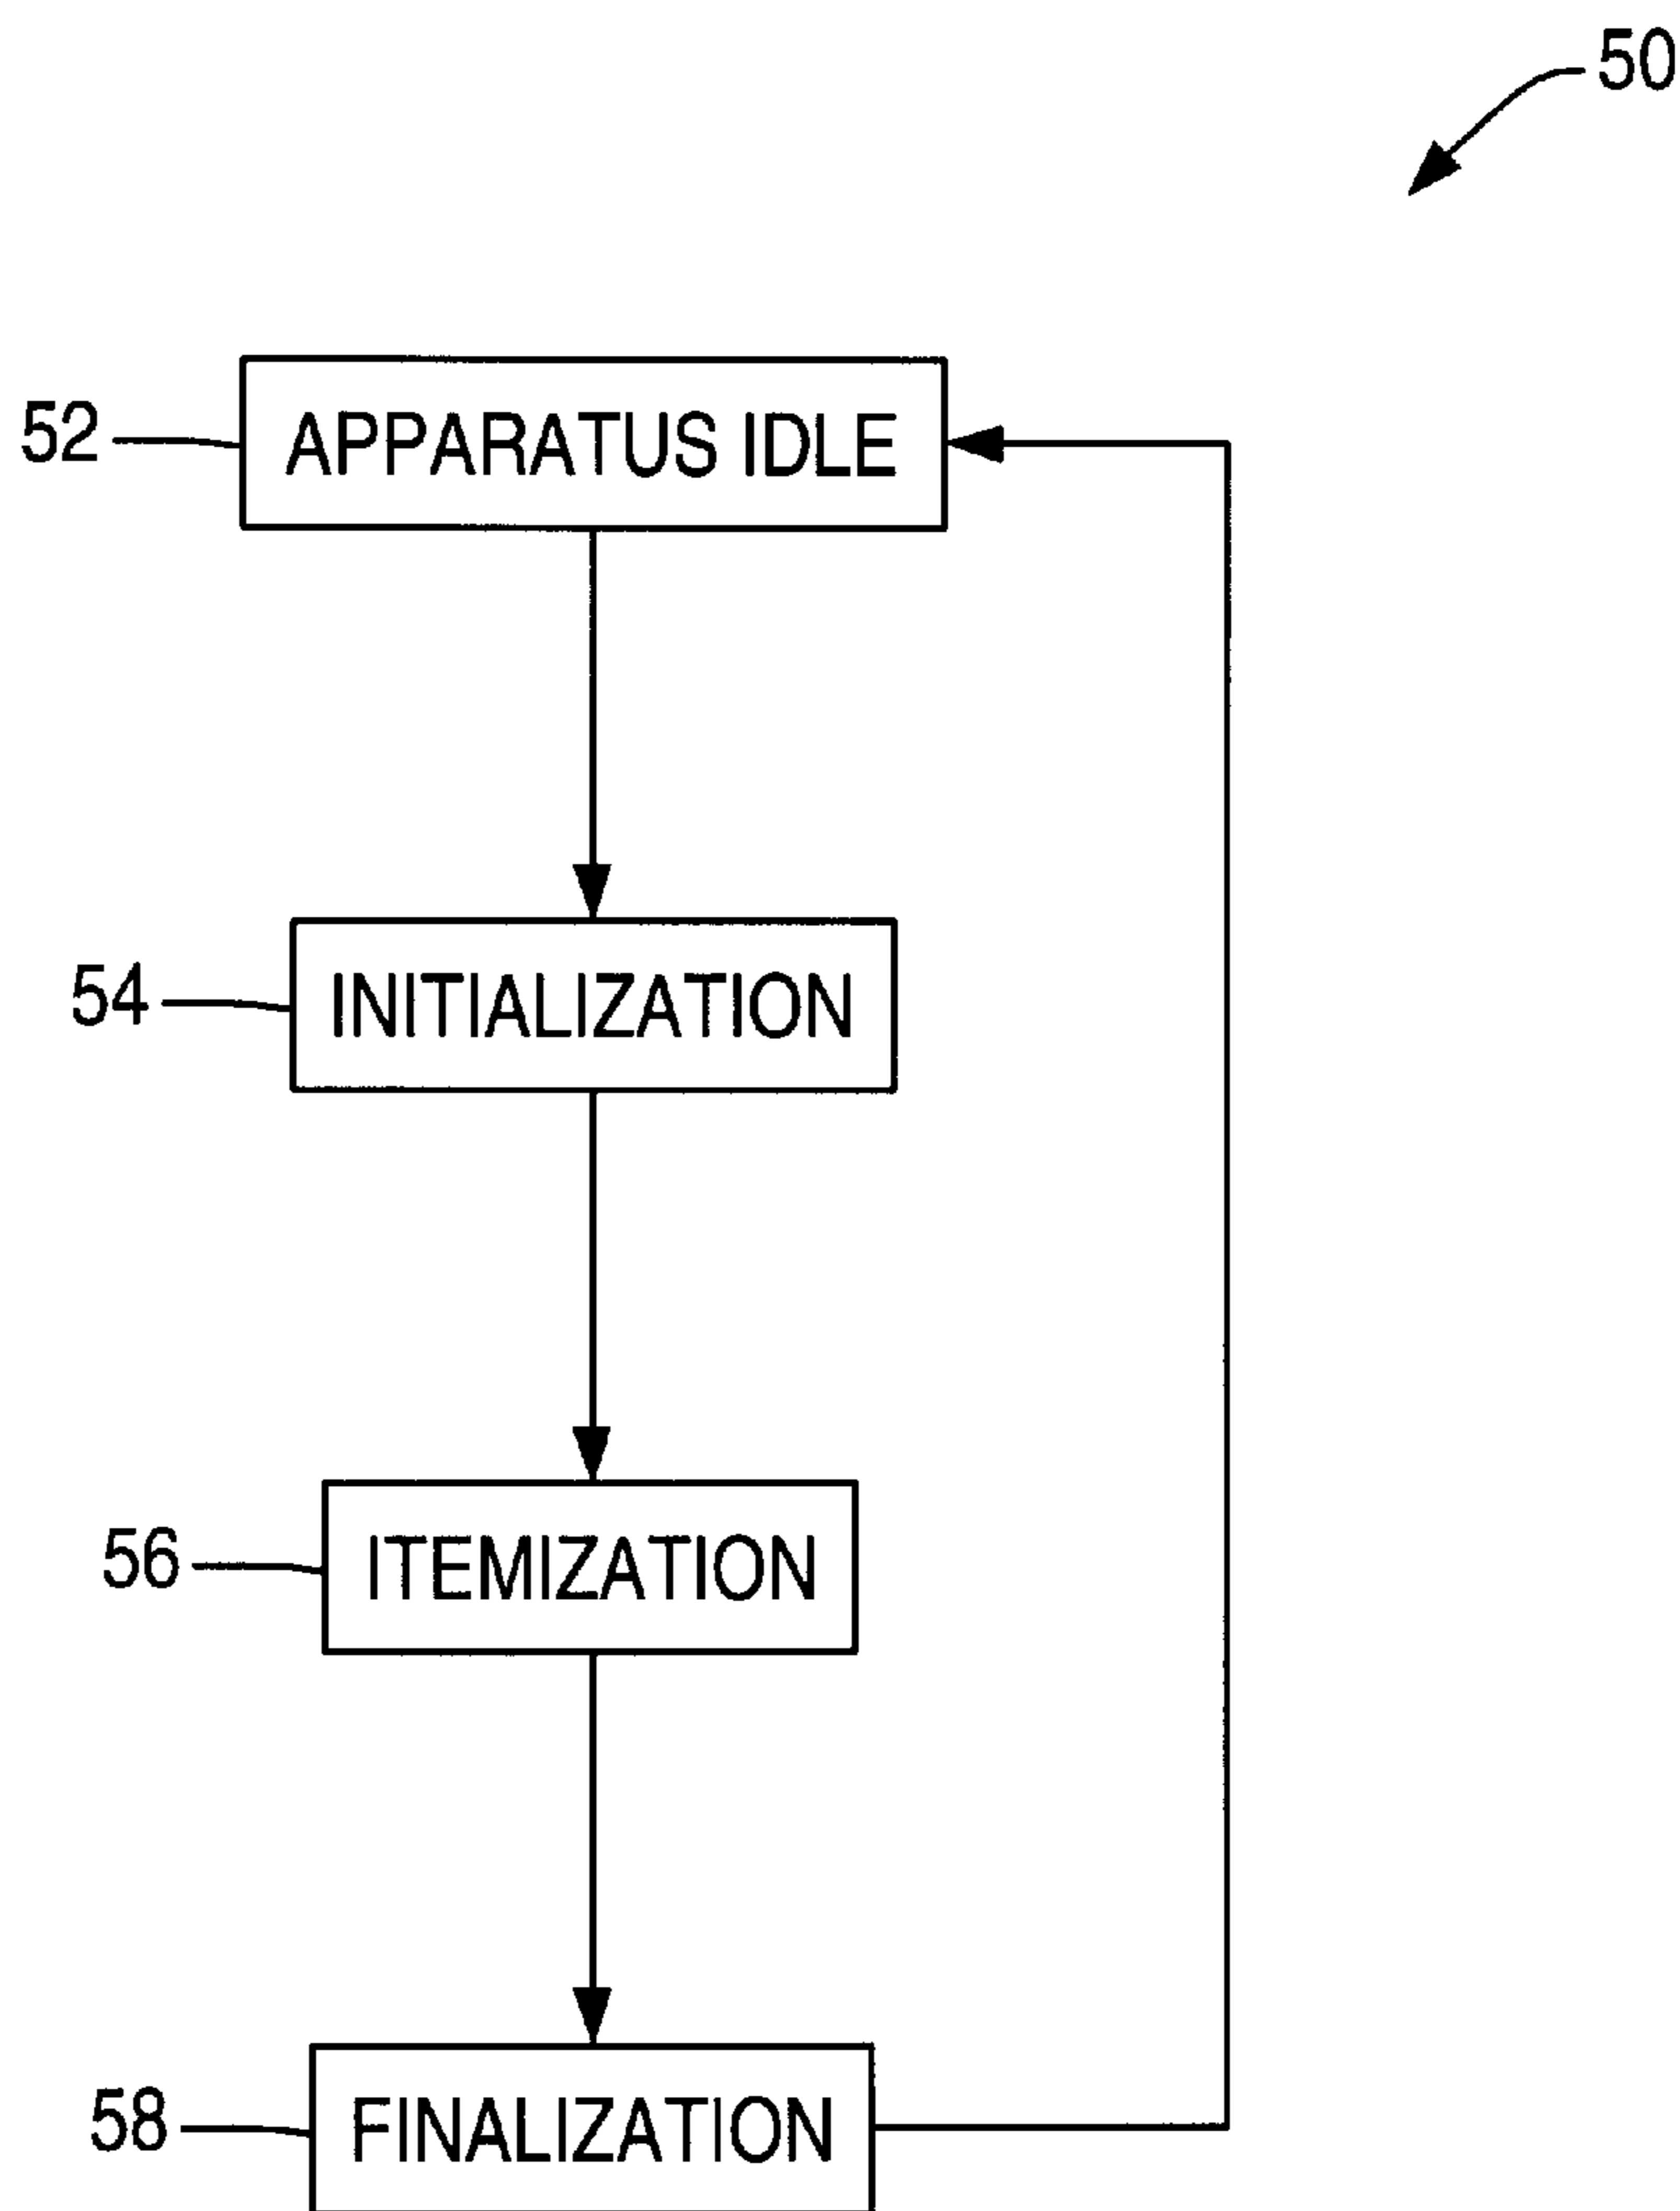 50
52 APPARATUS IDLE
54 INITIALIZATION
56 ITEMIZATION
58 FINALIZATION